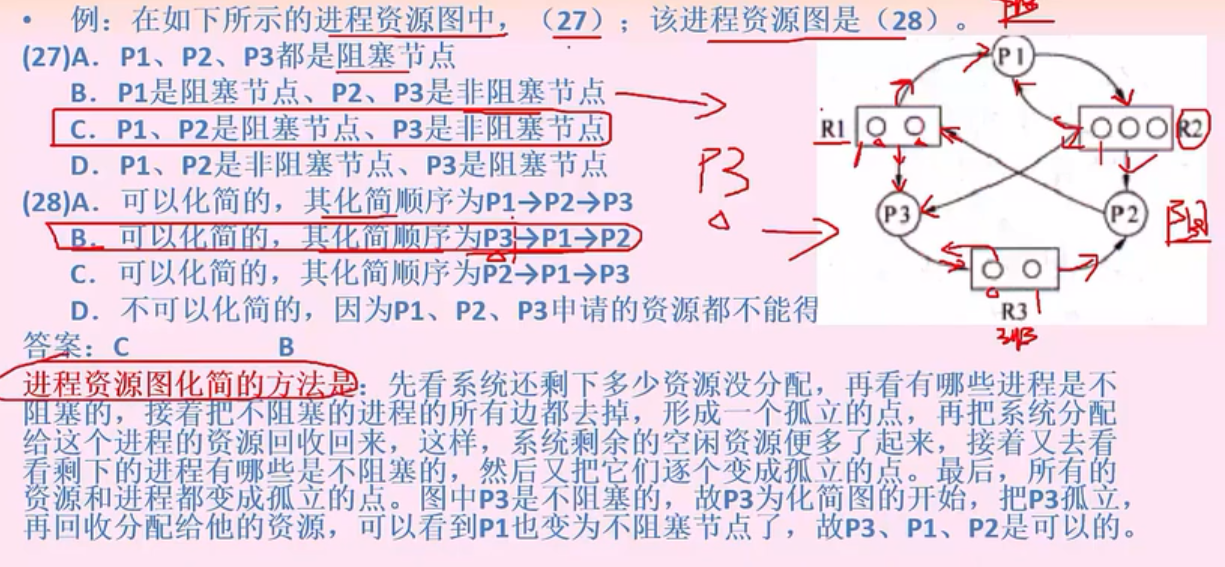 • 例：在如下所示的进程资源图中，（27）；该进程资源图是（28）。
(27)A．P1、P2、P3都是阻塞节点
B．P1是阻塞节点、P2、P3是非阻塞节点
C．P1、P2是阻塞节点、P3是非阻塞节点
D．P1、P2是非阻塞节点、P3是阻塞节点
(28)A．可以化简的，其化简顺序为P1→P2→P3
B．可以化简的，其化简顺序为P3→P1→P2
C．可以化简的，其化简顺序为P2→P1→P3
D．不可以化简的，因为P1、P2、P3申请的资源都不能得
答案：C B
进程资源图化简的方法是：先看系统还剩下多少资源没分配，再看有哪些进程是不
阻塞的，接着把不阻塞的进程的所有边都去掉，形成一个孤立的点，再把系统分配
给这个进程的资源回收回来，这样，系统剩余的空闲资源便多了起来，接着又去看
看剩下的进程有哪些是不阻塞的，然后又把它们逐个变成孤立的点。最后，所有的
资源和进程都变成孤立的点。图中P3是不阻塞的，故P3为化简图的开始，把P3孤立，
再回收分配给他的资源，可以看到P1也变为不阻塞节点了，故P3、P1、P2是可以的。
P1
R1
R2
P3
P3
P2
R3